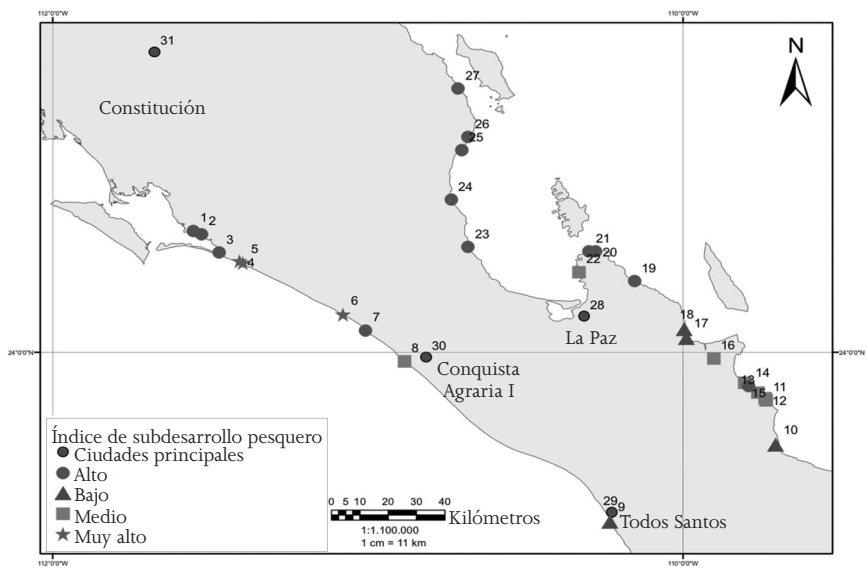 112°0'0"W
110°0'0"W
31
27
N
Constitución
26
25
24
1 2
3
5
4
23
21
20
22
19
6
28
18
17
7
La Paz
24°0'0"N
24°0'0"N
8
30
16
Conquista
Agraria I
14
13
11
15
12
10
Índice de subdesarrollo pesquero
Ciudades principales
Alto
Bajo
Medio
Muy alto
0 5 10 20 30 40
Kilómetros
1:1.100.000
1 cm = 11 km
29
9
Todos Santos
112°0'0"W
110°0'0"W